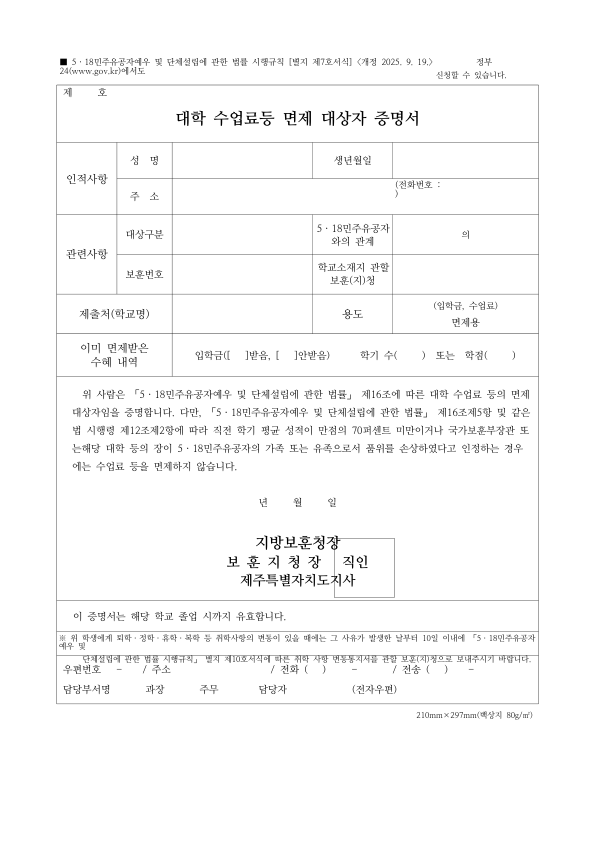 ■ 5ㆍ18민주유공자예우 및 단체설립에 관한 법률 시행규칙 [별지 제7호서식] 〈개정 2025. 9. 19.〉 정부
24(www.gov.kr)에서도
신청할 수 있습니다.
제 호
대학 수업료등 면제 대상자 증명서
인적사항 성 명 생년월일
주 소 (전화번호 :
)
관련사항 대상구분 5ㆍ18민주유공자
와의 관계 의
보훈번호 학교소재지 관할
보훈(지)청
제출처(학교명) 용도 (입학금, 수업료)
면제용
이미 면제받은
수혜 내역 입학금([ ]받음, [ ]안받음) 학기 수( ) 또는 학점( )
위 사람은 「5ㆍ18민주유공자예우 및 단체설립에 관한 법률」 제16조에 따른 대학 수업료 등의 면제
대상자임을 증명합니다. 다만, 「5ㆍ18민주유공자예우 및 단체설립에 관한 법률」 제16조제5항 및 같은
법 시행령 제12조제2항에 따라 직전 학기 평균 성적이 만점의 70퍼센트 미만이거나 국가보훈부장관 또
는해당 대학 등의 장이 5ㆍ18민주유공자의 가족 또는 유족으로서 품위를 손상하였다고 인정하는 경우
에는 수업료 등을 면제하지 않습니다.
년 월 일
지방보훈청장
보 훈 지 청 장 직인
제주특별자치도지사
이 증명서는 해당 학교 졸업 시까지 유효합니다.
※ 위 학생에게 퇴학ㆍ정학ㆍ휴학ㆍ복학 등 취학사항의 변동이 있을 때에는 그 사유가 발생한 날부터 10일 이내에 「5ㆍ18민주유공자
예우 및
단체설립에 관한 법률 시행규칙」 별지 제10호서식에 따른 취학 사항 변동통지서를 관할 보훈(지)청으로 보내주시기 바랍니다.
우편번호 - / 주소 / 전화 ( ) - / 전송 ( ) -
담당부서명 과장 주무 담당자 (전자우편)
210mm×297mm(백상지 80g/㎡)